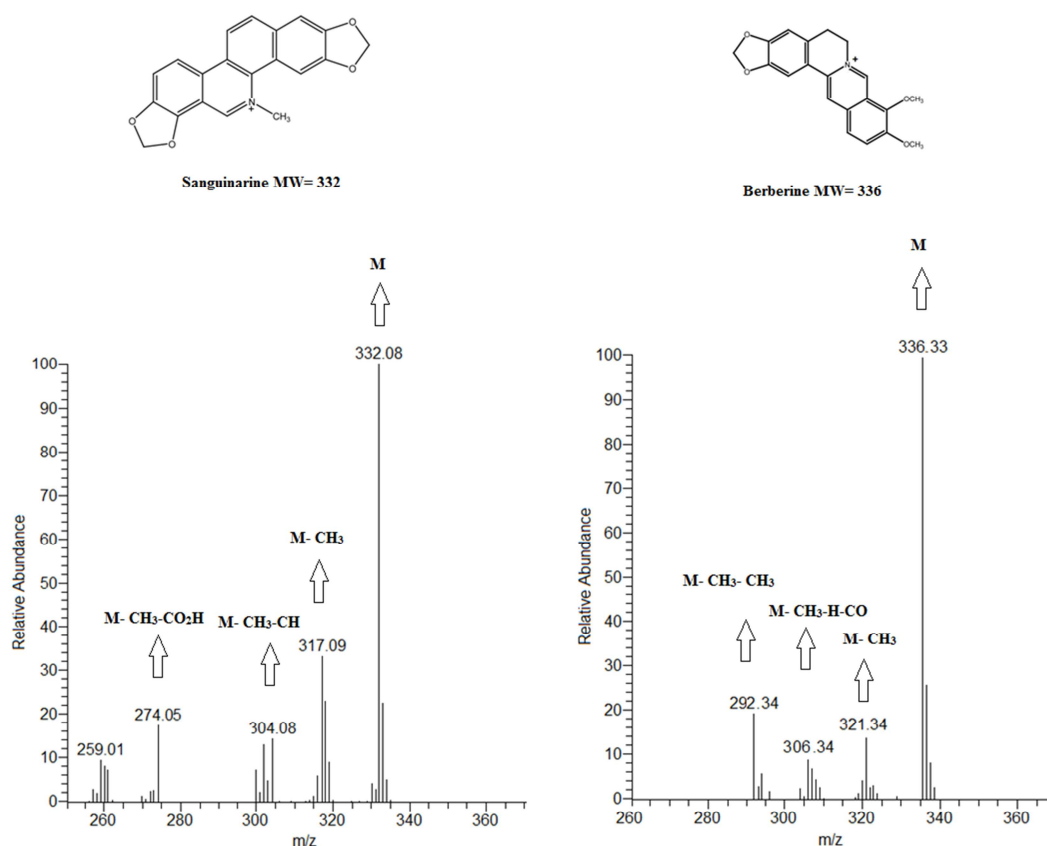 O
O
O
O
N
+
CH₃
Sanguinarine MW= 332
O
O
N
+
OCH₃
OCH₃
Berberine MW= 336
M
332.08
M- CH₃
317.09
M- CH₃-CO₂H
M- CH₃-CH
274.05
304.08
259.01
100
90
80
70
60
50
40
30
20
10
0
Relative Abundance
260
280
300
320
340
360
m/z
M
336.33
M- CH₃- CH₃
M- CH₃-H-CO
M- CH₃
292.34
306.34
321.34
100
90
80
70
60
50
40
30
20
10
0
Relative Abundance
260
280
300
320
340
360
m/z